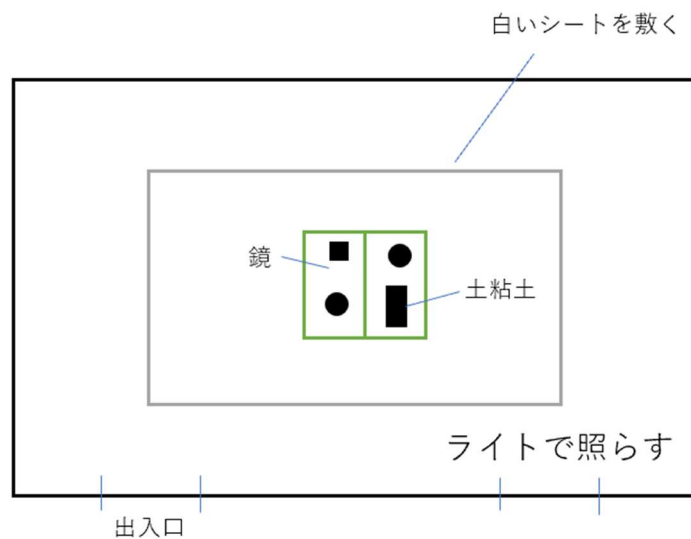 白いシートを敷く
鏡
土粘土
ライトで照らす
出入口